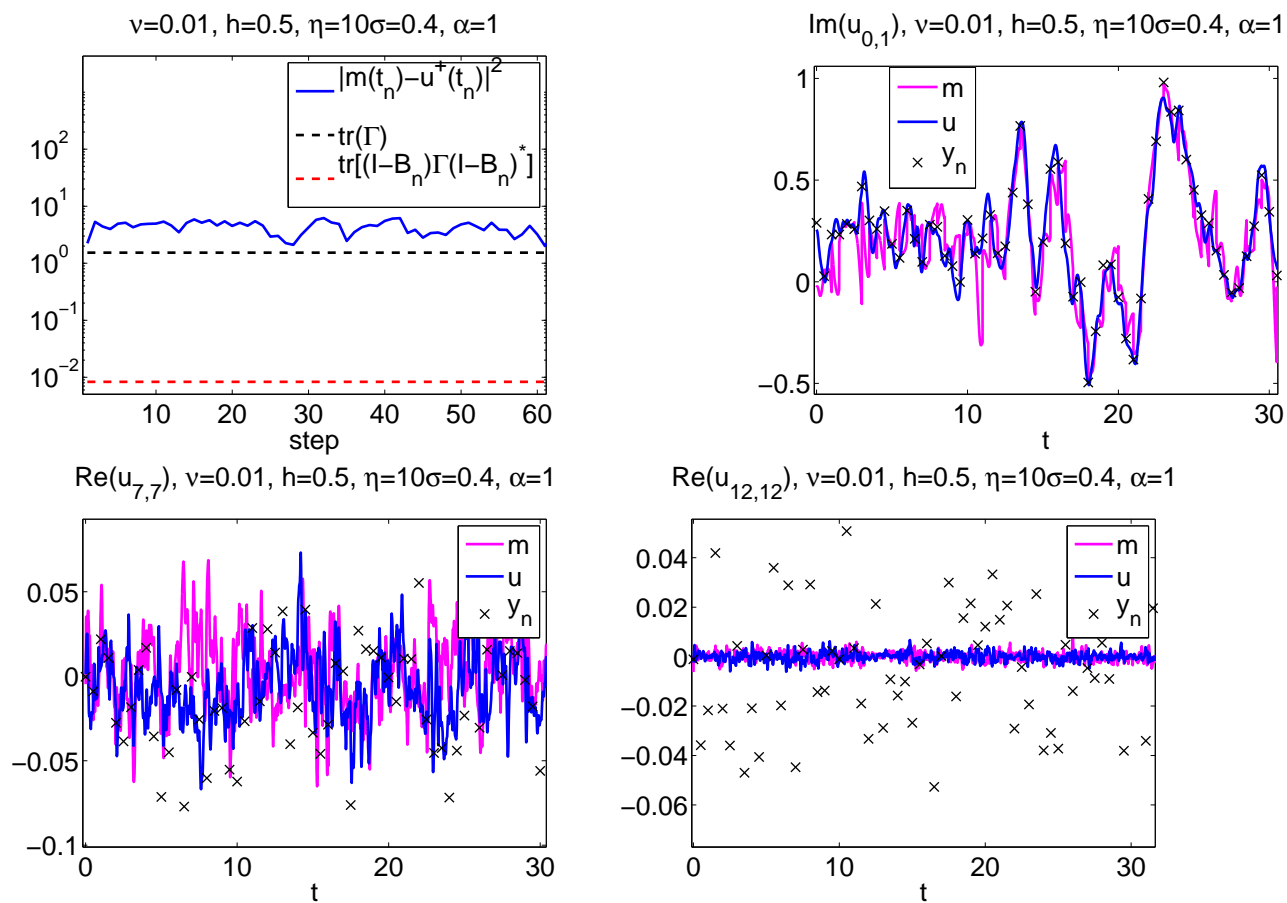 ν=0.01, h=0.5, η=10σ=0.4, α=1
|m(t_n)−u^+(t_n)|^2
tr(Γ)
tr[(I−B_n)Γ(I−B_n)^*]
10^2
10^1
10^0
10^−1
10^−2
10 20 30 40 50 60
step
Im(u_{0,1}), ν=0.01, h=0.5, η=10σ=0.4, α=1
m
u
y_n
1
0.5
0
−0.5
0 10 20 30
t
Re(u_{7,7}), ν=0.01, h=0.5, η=10σ=0.4, α=1
m
u
y_n
0.05
0
−0.05
−0.1
0 10 20 30
t
Re(u_{12,12}), ν=0.01, h=0.5, η=10σ=0.4, α=1
m
u
y_n
0.04
0.02
0
−0.02
−0.04
−0.06
0 10 20 30
t